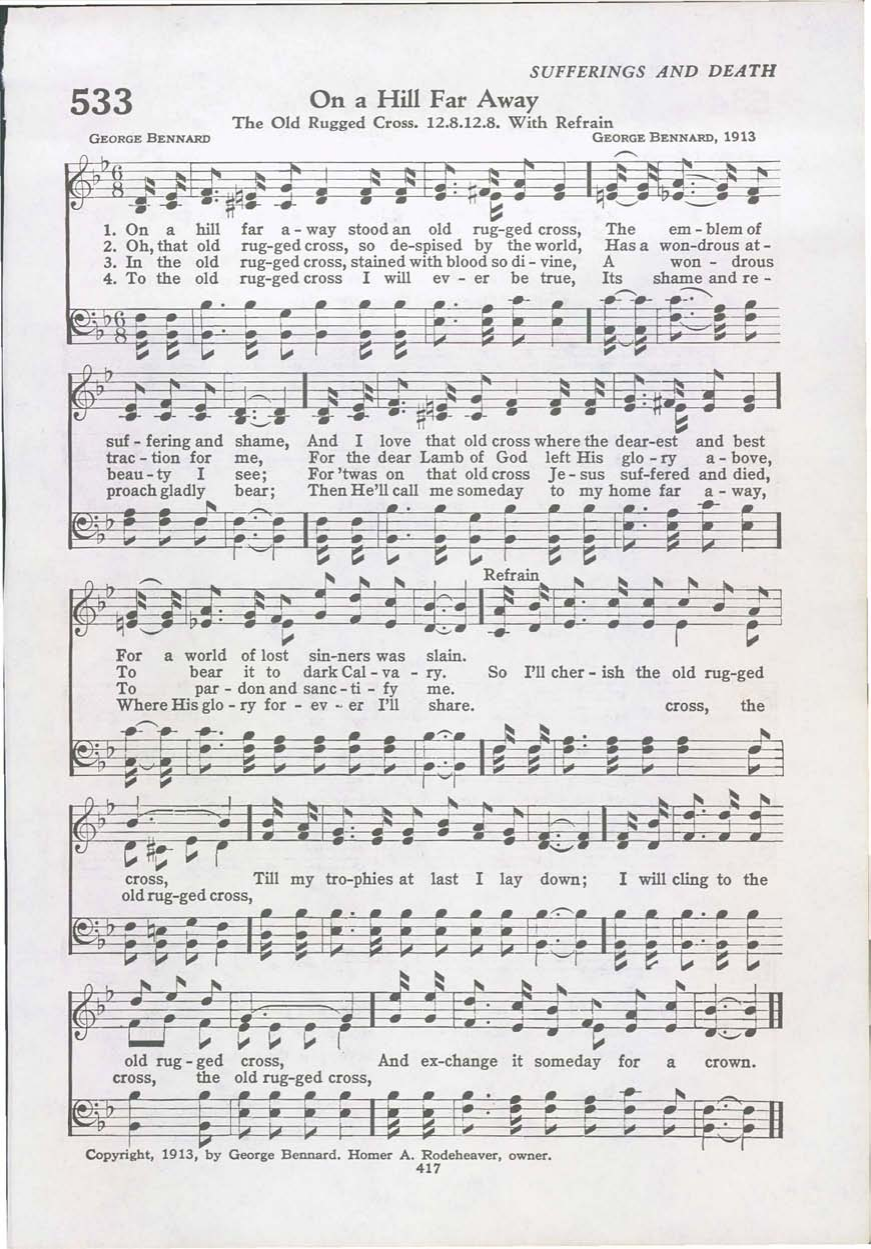 SUFFERINGS AND DEATH
533
On a Hill Far Away
The Old Rugged Cross. 12.8.12.8. With Refrain
GEORGE BENNARD GEORGE BENNARD, 1913
1. On a hill far a - way stood an old rug-ged cross, The em - blem of
2. Oh, that old rug-ged cross, so de-spised by the world, Has a won-drous at -
3. In the old rug-ged cross, stained with blood so di - vine, A won - drous
4. To the old rug-ged cross I will ev - er be true, Its shame and re -
suf - fering and shame, And I love that old cross where the dear-est and best
trac - tion for me, For the dear Lamb of God left His glo - ry a - bove,
beau - ty I see; For 'twas on that old cross Je - sus suf-fered and died,
proach gladly bear; Then He'll call me someday to my home far a - way,
Refrain
For a world of lost sin-ners was slain.
To bear it to dark Cal - va - ry. So I'll cher - ish the old rug-ged
To par - don and sanc - ti - fy me.
Where His glo - ry for - ev - er I'll share. cross, the
cross, Till my tro-phies at last I lay down; I will cling to the
old rug-ged cross,
old rug - ged cross, And ex-change it someday for a crown.
cross, the old rug-ged cross,
Copyright, 1913, by George Bennard. Homer A. Rodeheaver, owner.
417